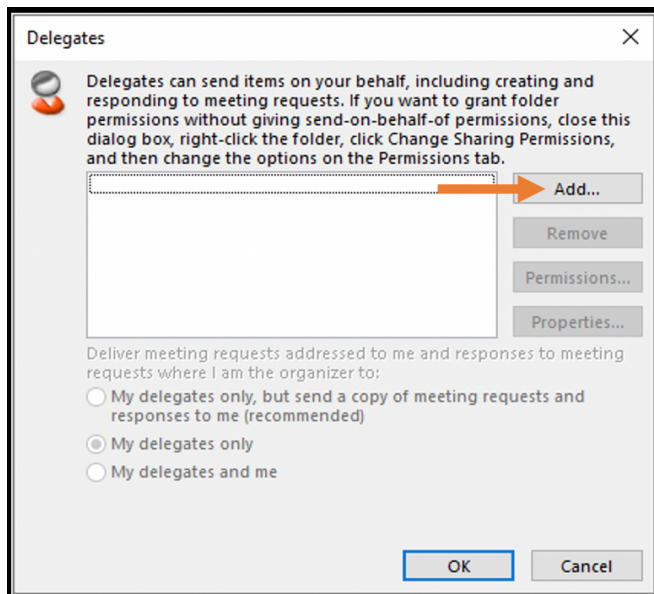 Delegates
Delegates can send items on your behalf, including creating and
responding to meeting requests. If you want to grant folder
permissions without giving send-on-behalf-of permissions, close this
dialog box, right-click the folder, click Change Sharing Permissions,
and then change the options on the Permissions tab.
Add...
Remove
Permissions...
Properties...
Deliver meeting requests addressed to me and responses to meeting
requests where I am the organizer to:
My delegates only, but send a copy of meeting requests and
responses to me (recommended)
My delegates only
My delegates and me
OK
Cancel